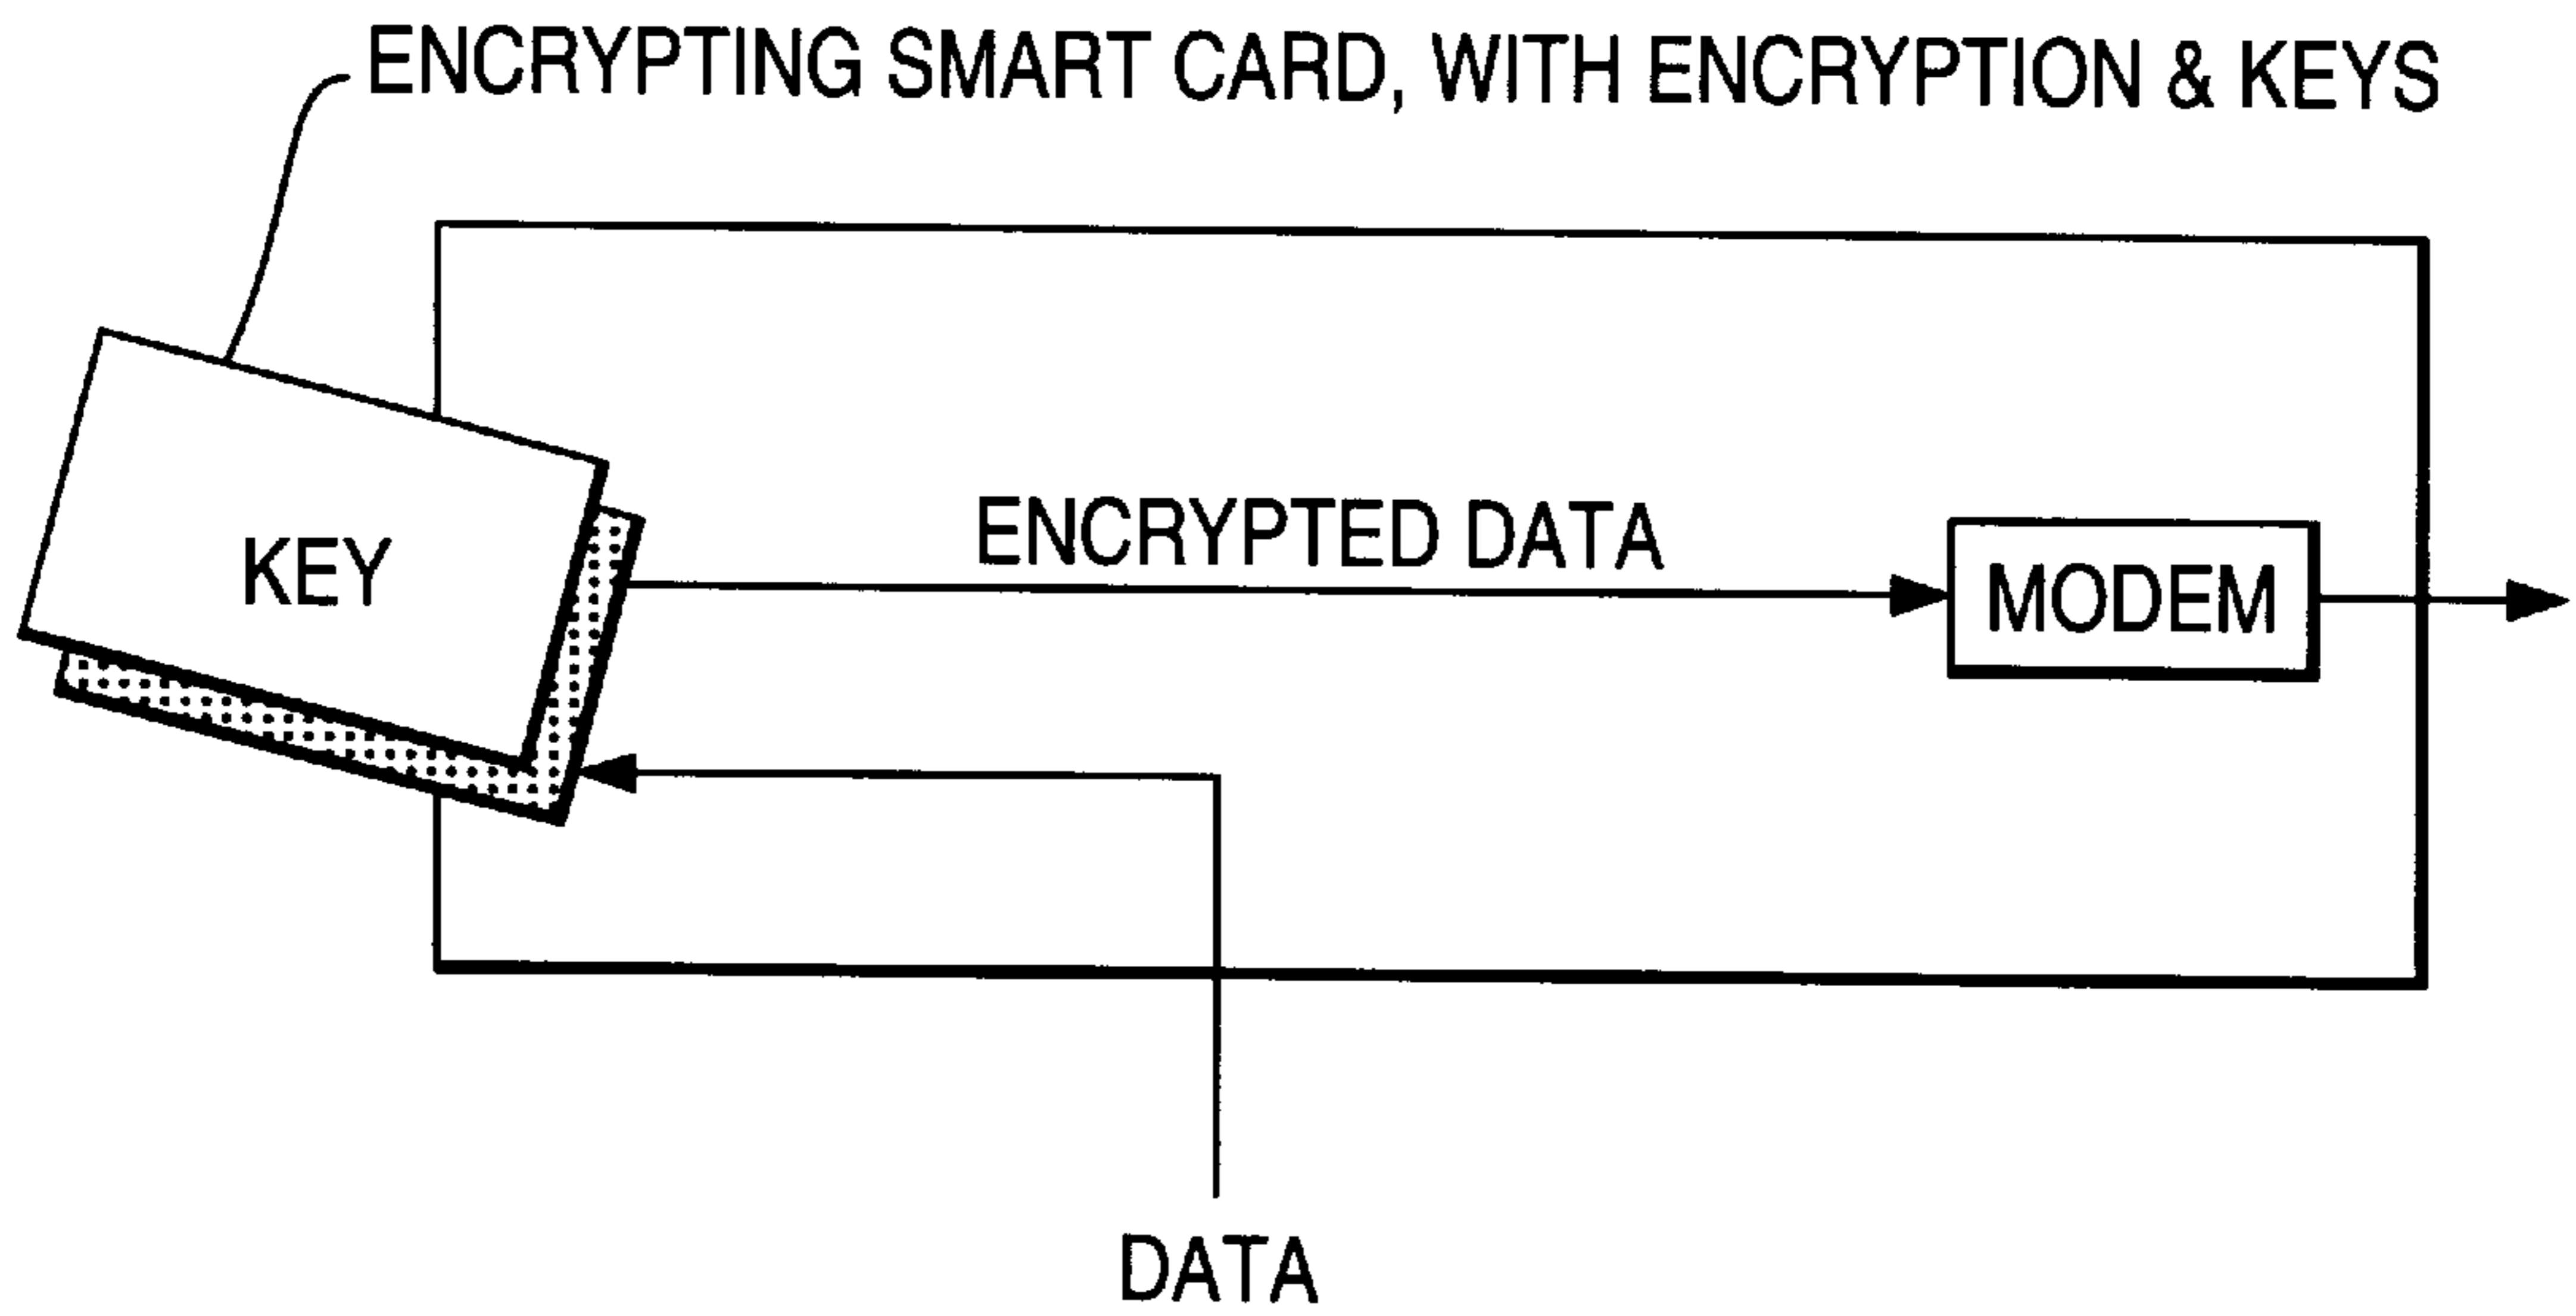 ENCRYPTING SMART CARD, WITH ENCRYPTION & KEYS
ENCRYPTED DATA
KEY
MODEM
DATA